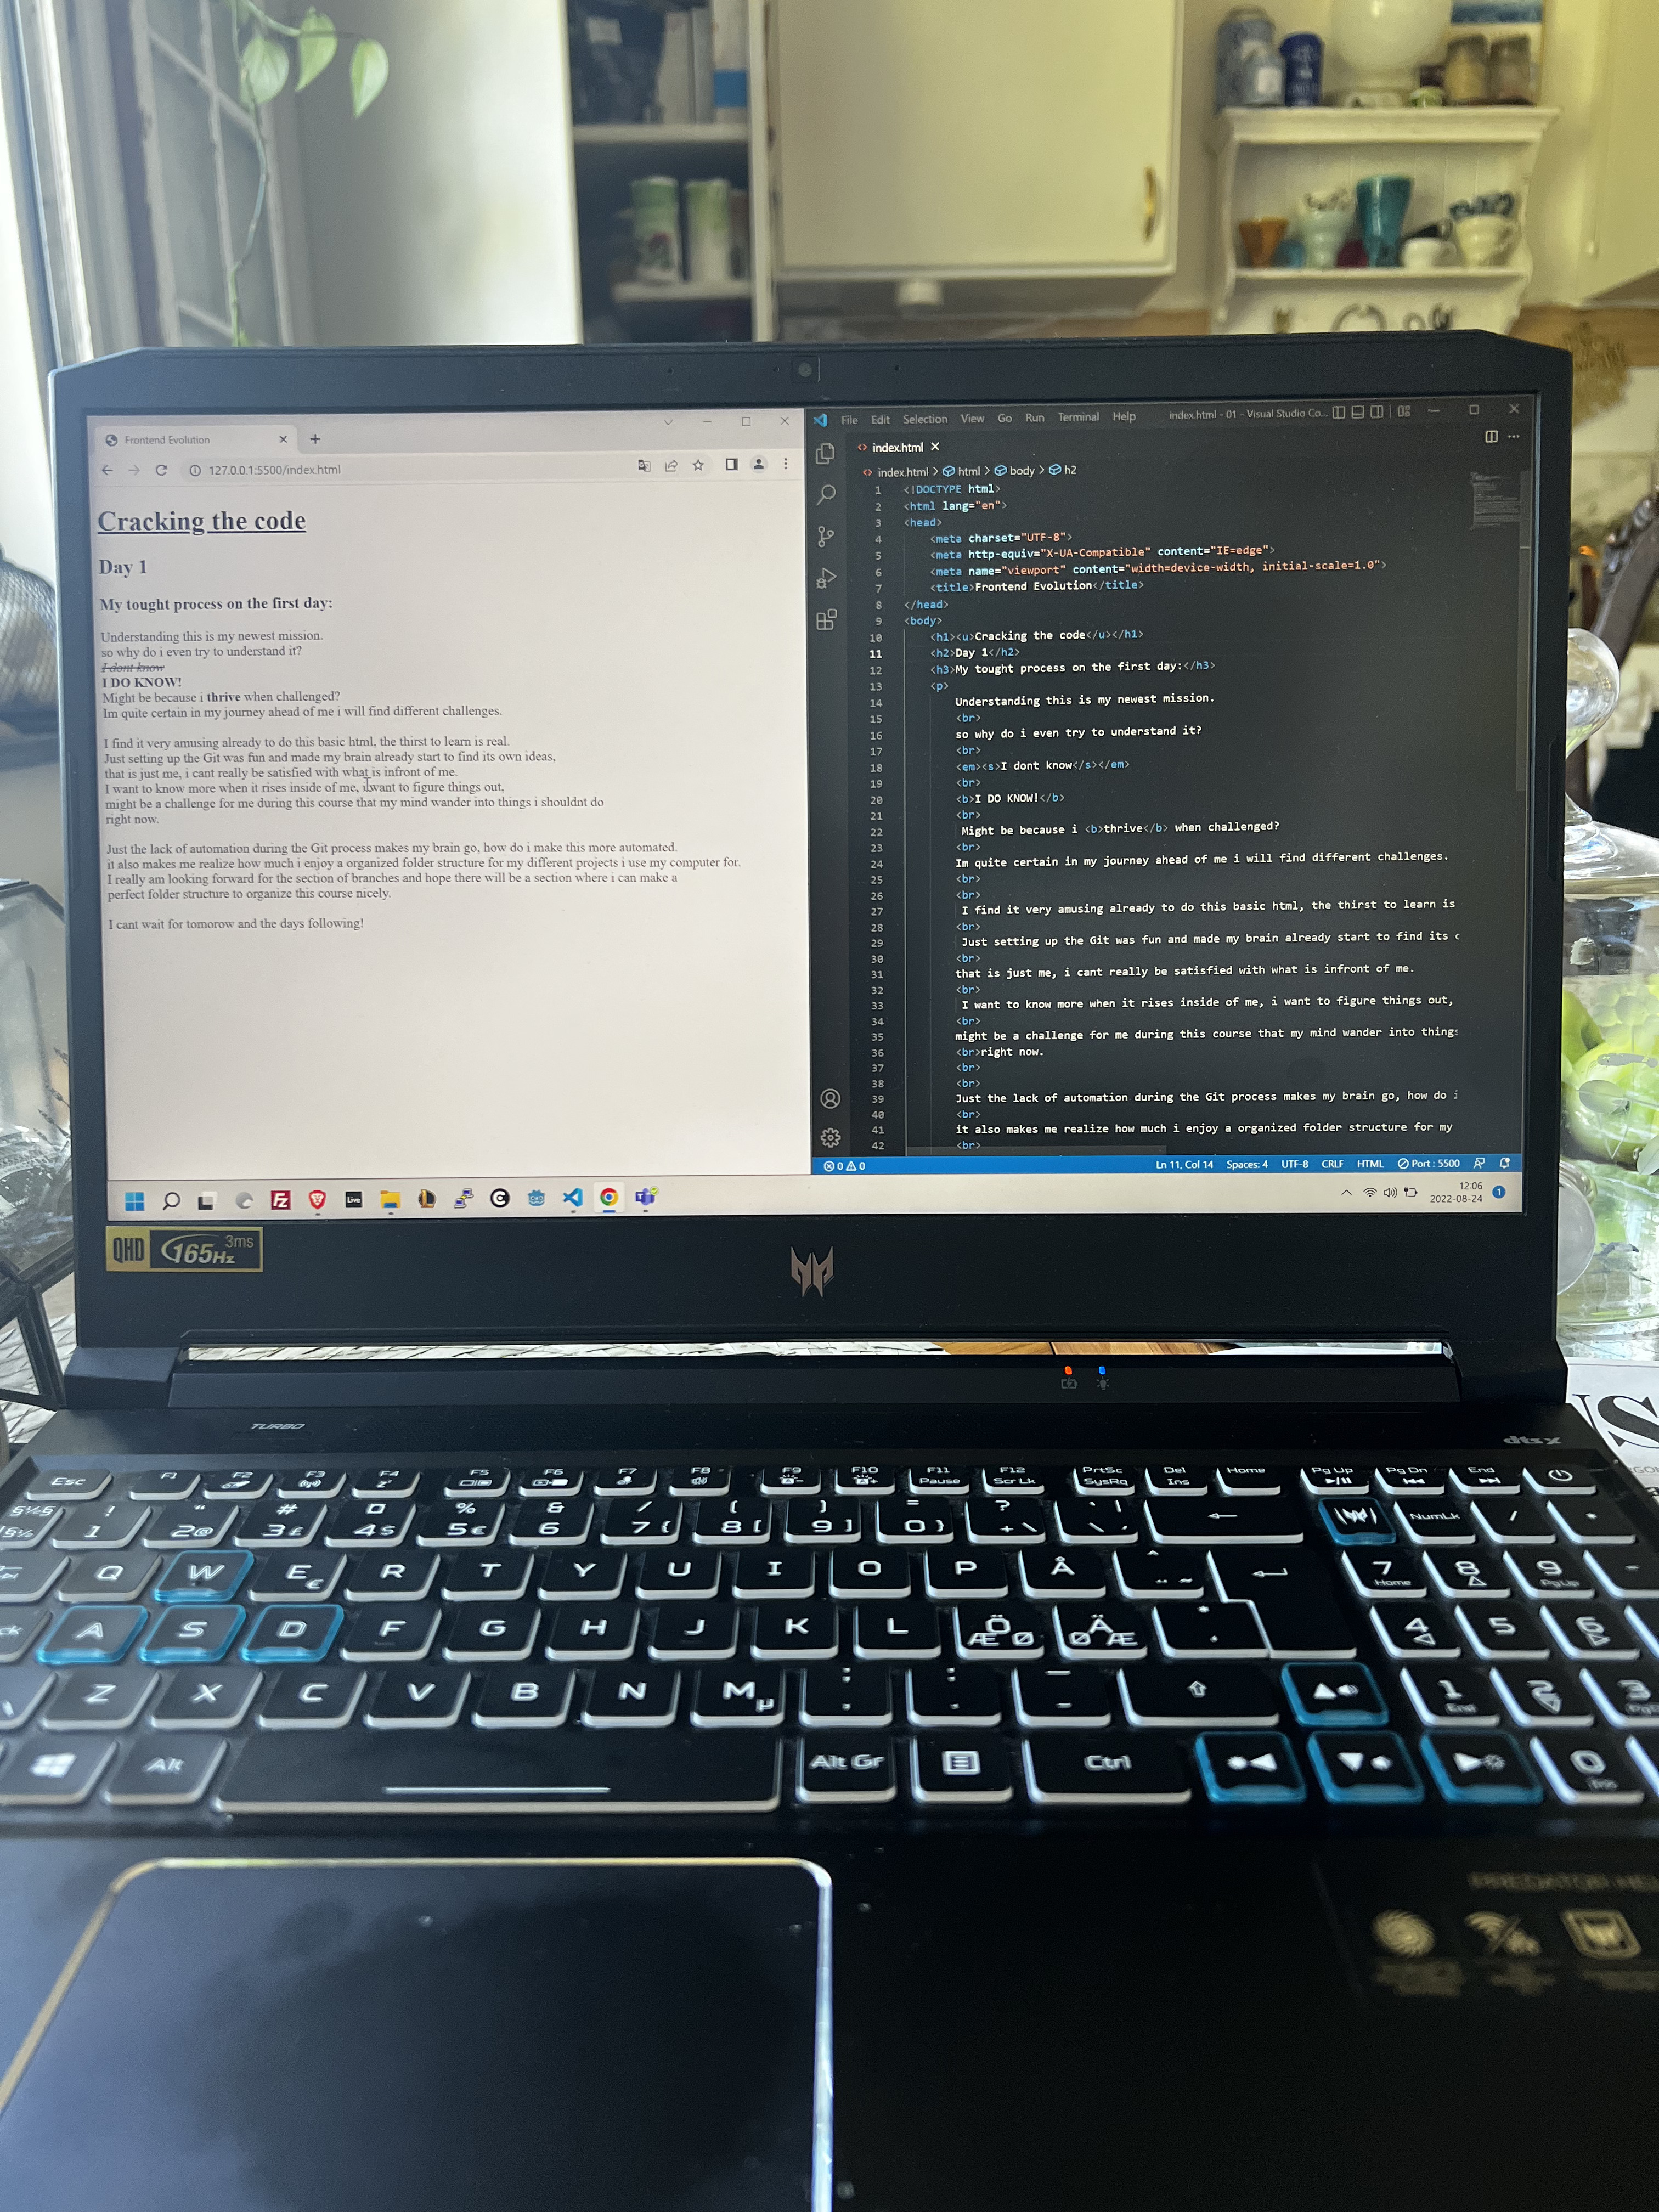 Frontend Evolution
127.0.0.1:5500/index.html
Cracking the code
Day 1
My tought process on the first day:
Understanding this is my newest mission.
so why do i even try to understand it?
I dont know
I DO KNOW!
Might be because i thrive when challenged?
Im quite certain in my journey ahead of me i will find different challenges.
I find it very amusing already to do this basic html, the thirst to learn is real.
Just setting up the Git was fun and made my brain already start to find its own ideas,
that is just me, i cant really be satisfied with what is infront of me.
I want to know more when it rises inside of me, i want to figure things out,
might be a challenge for me during this course that my mind wander into things i shouldnt do
right now.
Just the lack of automation during the Git process makes my brain go, how do i make this more automated.
it also makes me realize how much i enjoy a organized folder structure for my different projects i use my computer for.
I really am looking forward for the section of branches and hope there will be a section where i can make a
perfect folder structure to organize this course nicely.
I cant wait for tomorow and the days following!
File Edit Selection View Go Run Terminal Help index.html - 01 - Visual Studio Co...
index.html
index.html > html > body > h2
1 <!DOCTYPE html>
2 <html lang="en">
3 <head>
4 <meta charset="UTF-8">
5 <meta http-equiv="X-UA-Compatible" content="IE=edge">
6 <meta name="viewport" content="width=device-width, initial-scale=1.0">
7 <title>Frontend Evolution</title>
8 </head>
9 <body>
10 <h1><u>Cracking the code</u></h1>
11 <h2>Day 1</h2>
12 <h3>My tought process on the first day:</h3>
13 <p>
14 Understanding this is my newest mission.
15 <br>
16 so why do i even try to understand it?
17 <br>
18 <em><s>I dont know</s></em>
19 <br>
20 <b>I DO KNOW!</b>
21 <br>
22 Might be because i <b>thrive</b> when challenged?
23 <br>
24 Im quite certain in my journey ahead of me i will find different challenges.
25 <br>
26 <br>
27 I find it very amusing already to do this basic html, the thirst to learn is
28 <br>
29 Just setting up the Git was fun and made my brain already start to find its
30 <br>
31 that is just me, i cant really be satisfied with what is infront of me.
32 <br>
33 I want to know more when it rises inside of me, i want to figure things out,
34 <br>
35 might be a challenge for me during this course that my mind wander into things
36 <br>right now.
37 <br>
38 <br>
39 Just the lack of automation during the Git process makes my brain go, how do i
40 <br>
41 it also makes me realize how much i enjoy a organized folder structure for my
42 <br>
0 0 Ln 11, Col 14 Spaces: 4 UTF-8 CRLF HTML Port : 5500
Fz Live 12:06
2022-08-24 1
QHD 165Hz 3ms
TURBO dts x
Esc F1 F2 F3 F4 F5 F6 F7 F8 F9 F10 F11 Pause F12 Scr Lk PrtSc SysRq Del Ins Home Pg Up Pg Dn End
! 1 " 2 @ # 3 £ ¤ 4 $ % 5 € & 6 / 7 { ( 8 [ ) 9 ] = 0 } ? + \ NumLk /
Q W E € R T Y U I O P Å 7 Home 8 9 PgUp -
A S D F G H J K L Ö Æ Ø Ä Ø Æ * ' 4 5 6
Z X C V B N M µ ; , : . _ - 1 End 2 3
Alt Alt Gr Ctrl 0 Ins
PREDATOR